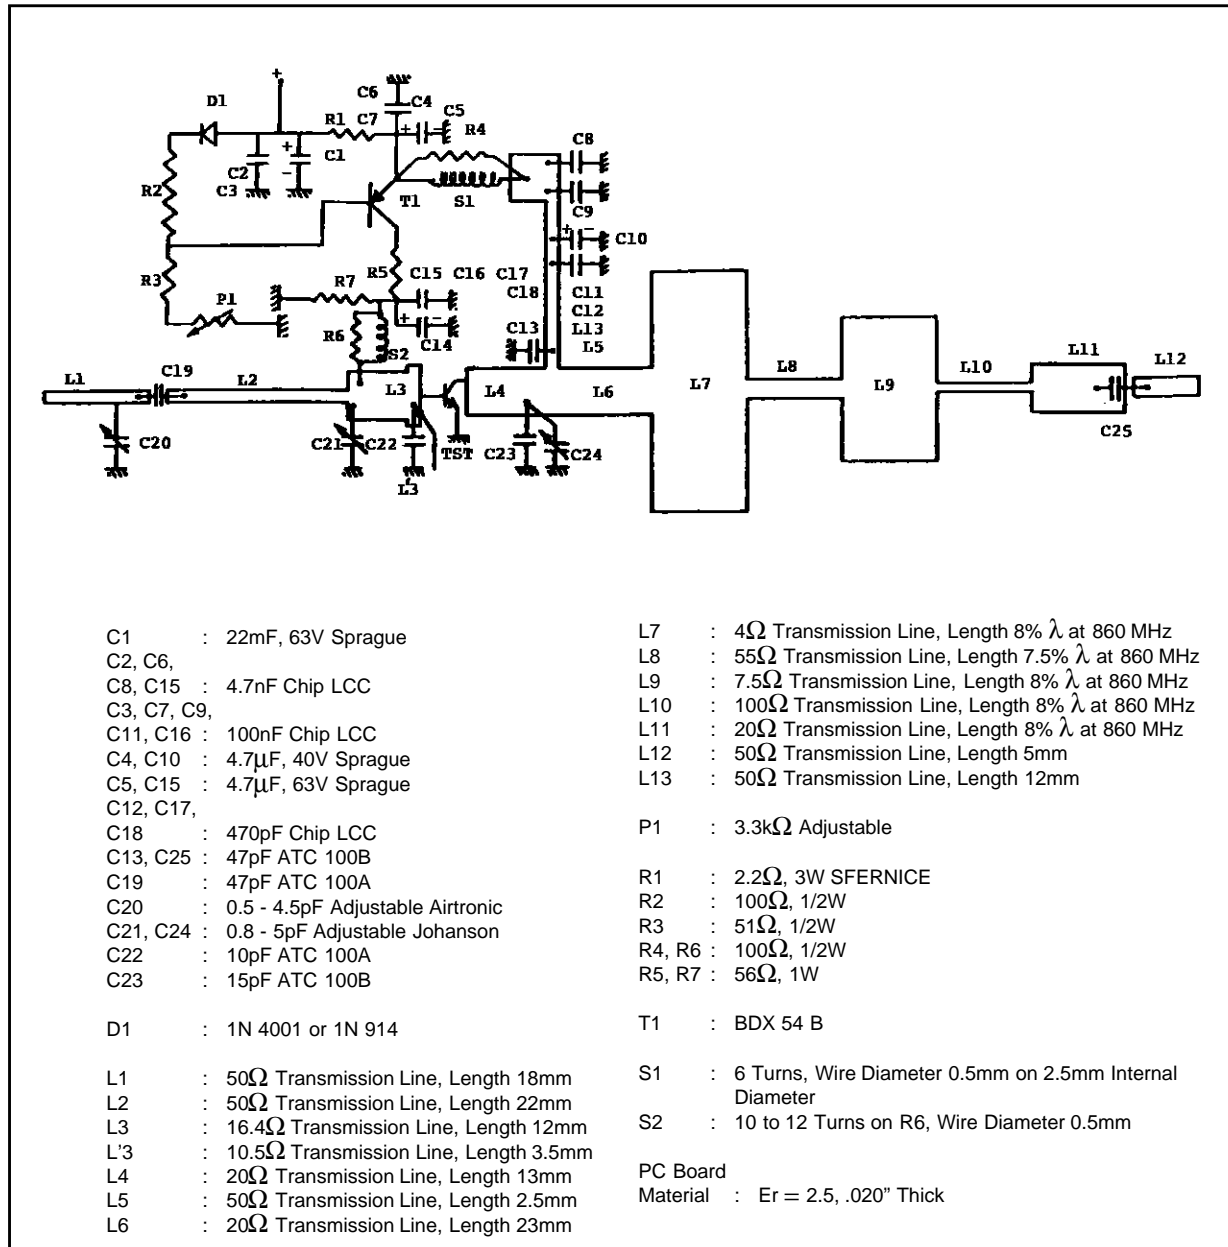 +
C6
C4
D1
R1
C7
C5
+
-
R4
C8
+
-
C2
C1
C3
R2
T1
S1
C9
+
-
C10
R3
R7
R5
C15
C16
C17
C18
C11
P1
C12
+
-
C13
L13
R6
S2
C14
L5
L1
C19
L2
L3
L4
L6
L7
L8
L9
L10
L11
L12
C20
C21
C22
TST
C23
C24
C25
L'3
C1 : 22mF, 63V Sprague
C2, C6,
C8, C15 : 4.7nF Chip LCC
C3, C7, C9,
C11, C16 : 100nF Chip LCC
C4, C10 : 4.7μF, 40V Sprague
C5, C15 : 4.7μF, 63V Sprague
C12, C17,
C18 : 470pF Chip LCC
C13, C25 : 47pF ATC 100B
C19 : 47pF ATC 100A
C20 : 0.5 - 4.5pF Adjustable Airtronic
C21, C24 : 0.8 - 5pF Adjustable Johanson
C22 : 10pF ATC 100A
C23 : 15pF ATC 100B
D1 : 1N 4001 or 1N 914
L1 : 50Ω Transmission Line, Length 18mm
L2 : 50Ω Transmission Line, Length 22mm
L3 : 16.4Ω Transmission Line, Length 12mm
L'3 : 10.5Ω Transmission Line, Length 3.5mm
L4 : 20Ω Transmission Line, Length 13mm
L5 : 50Ω Transmission Line, Length 2.5mm
L6 : 20Ω Transmission Line, Length 23mm
L7 : 4Ω Transmission Line, Length 8% λ at 860 MHz
L8 : 55Ω Transmission Line, Length 7.5% λ at 860 MHz
L9 : 7.5Ω Transmission Line, Length 8% λ at 860 MHz
L10 : 100Ω Transmission Line, Length 8% λ at 860 MHz
L11 : 20Ω Transmission Line, Length 8% λ at 860 MHz
L12 : 50Ω Transmission Line, Length 5mm
L13 : 50Ω Transmission Line, Length 12mm
P1 : 3.3kΩ Adjustable
R1 : 2.2Ω, 3W SFERNICE
R2 : 100Ω, 1/2W
R3 : 51Ω, 1/2W
R4, R6 : 100Ω, 1/2W
R5, R7 : 56Ω, 1W
T1 : BDX 54 B
S1 : 6 Turns, Wire Diameter 0.5mm on 2.5mm Internal
Diameter
S2 : 10 to 12 Turns on R6, Wire Diameter 0.5mm
PC Board
Material : Er = 2.5, .020" Thick